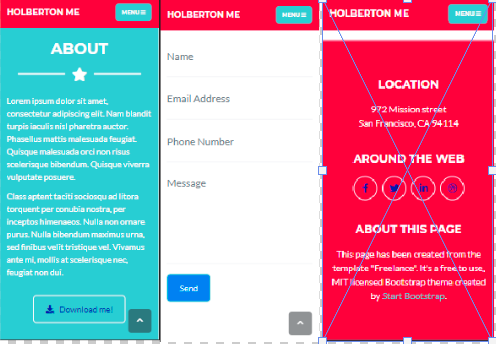 HOLBERTON ME
MENU
ABOUT
Lorem ipsum dolor sit amet,
consectetur adipiscing elit. Nam blandit
turpis iaculis nisl pharetra auctor.
Phasellus mattis malesuada feugiat.
Quisque malesuada orci non risus
scelerisque bibendum. Quisque viverra
vulputate posuere.
Class aptent taciti sociosqu ad litora
torquent per conubia nostra, per
inceptos himenaeos. Nulla non ornare
purus. Nulla bibendum maximus urna,
sed finibus velit tristique vel. Vivamus
ante mi, mollis at scelerisque nec,
feugiat non dui.
Download me!
HOLBERTON ME
MENU
Name
Email Address
Phone Number
Message
Send
HOLBERTON ME
MENU
LOCATION
972 Mission street
San Francisco, CA 94114
AROUND THE WEB
ABOUT THIS PAGE
This page has been created from the
template "Freelance". It's a free to use,
MIT licensed Bootstrap theme created
by Start Bootstrap.